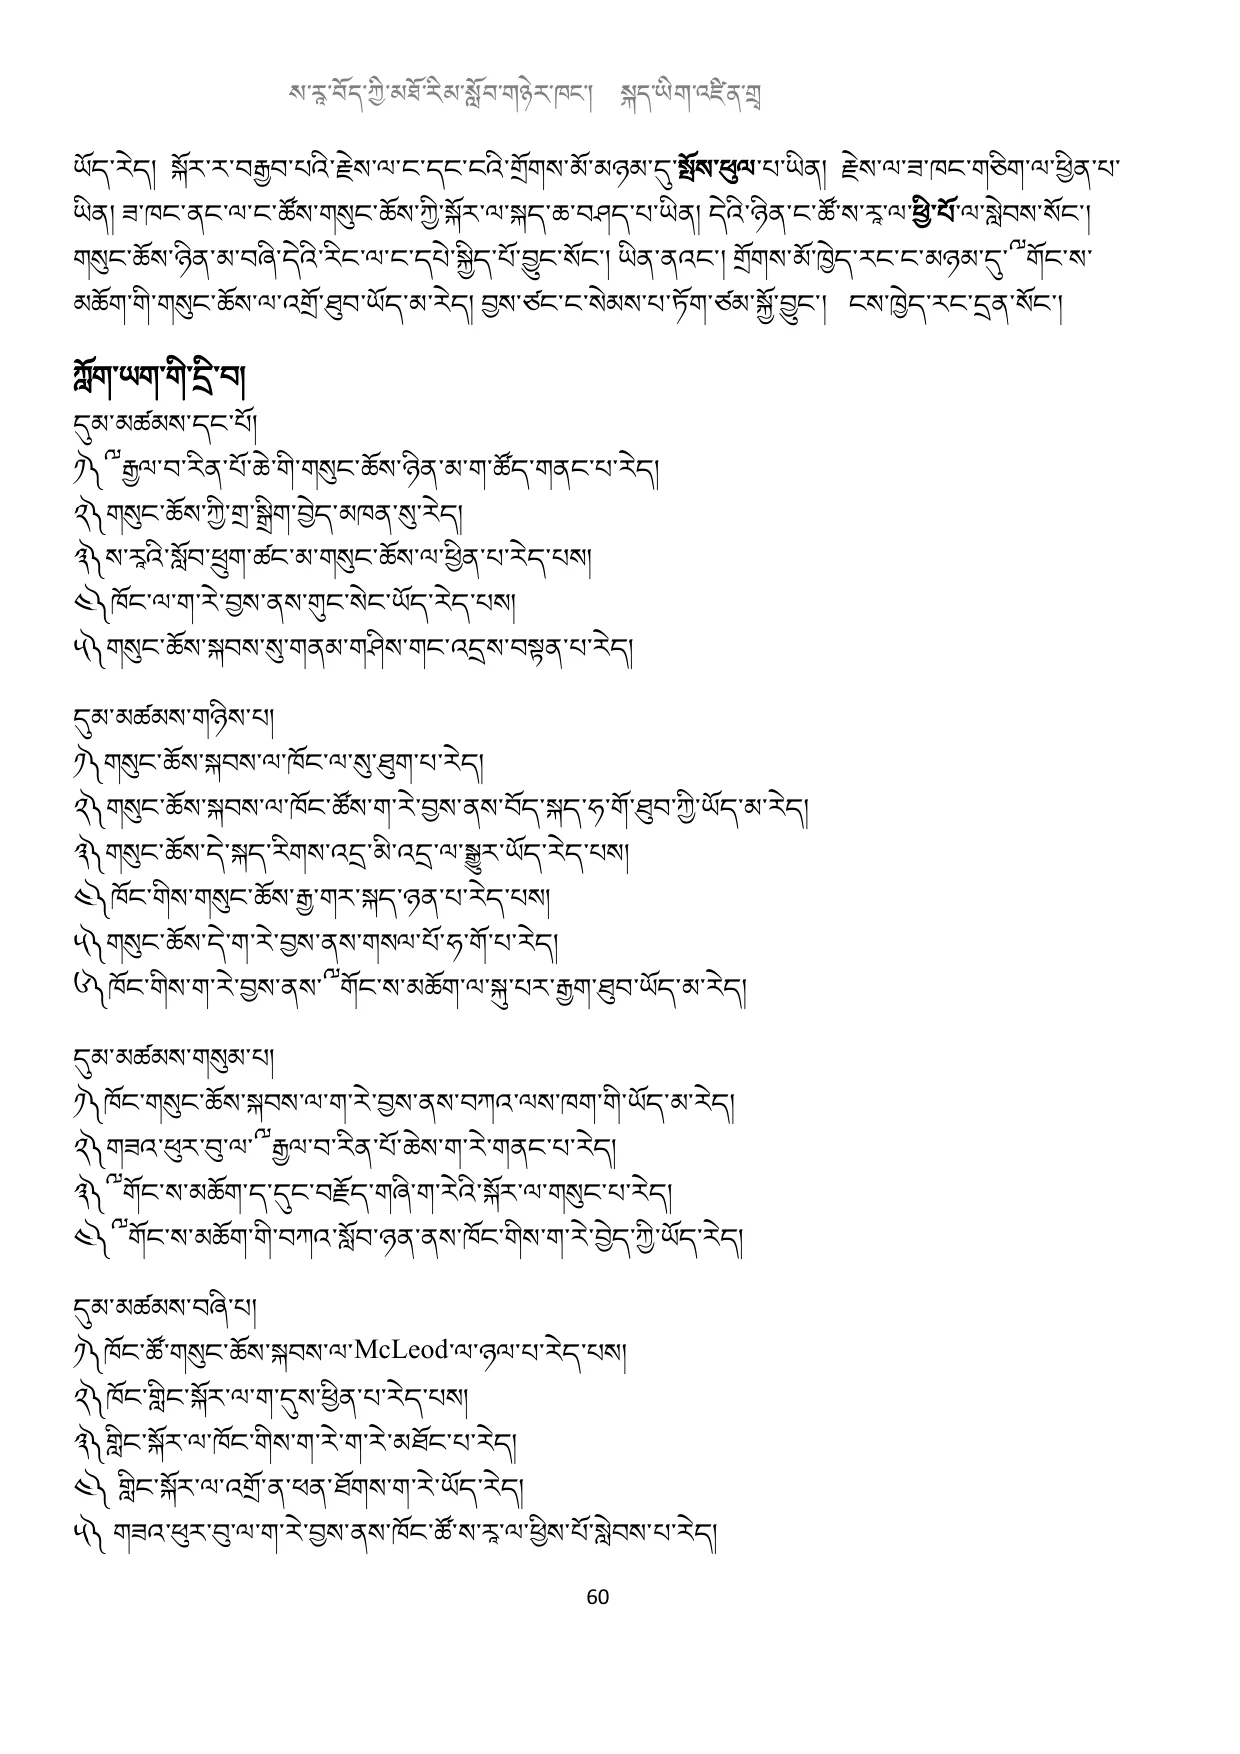 ས་རཱ་བོད་ཀྱི་མཐོ་རིམ་སློབ་གཉེར་ཁང་།    སྐད་ཡིག་འཛིན་གྲྭ
ཡོད་རེད།  སྐོར་ར་བརྒྱབ་པའི་རྗེས་ལ་ང་དང་ངའི་གྲོགས་མོ་མཉམ་དུ་སྤོས་ཕུལ་པ་ཡིན།  རྗེས་ལ་ཟ་ཁང་གཅིག་ལ་ཕྱིན་པ་
ཡིན། ཟ་ཁང་ནང་ལ་ང་ཚོས་གསུང་ཆོས་ཀྱི་སྐོར་ལ་སྐད་ཆ་བཤད་པ་ཡིན། དེའི་ཉིན་ང་ཚོ་ས་རཱ་ལ་ཕྱི་པོ་ལ་སླེབས་སོང་།
གསུང་ཆོས་ཉིན་མ་བཞི་དེའི་རིང་ལ་ང་དཔེ་སྐྱིད་པོ་བྱུང་སོང་། ཡིན་ནའང་། གྲོགས་མོ་ཁྱེད་རང་ང་མཉམ་དུ་༸གོང་ས་
མཆོག་གི་གསུང་ཆོས་ལ་འགྲོ་ཐུབ་ཡོད་མ་རེད། བྱས་ཙང་ང་སེམས་པ་ཏོག་ཙམ་སྐྱོ་བྱུང་།   ངས་ཁྱེད་རང་དྲན་སོང་།
ཀློག་ཡག་གི་དྲི་བ།
དུམ་མཚམས་དང་པོ།
༡༽ ༸རྒྱལ་བ་རིན་པོ་ཆེ་གི་གསུང་ཆོས་ཉིན་མ་ག་ཚོད་གནང་པ་རེད།
༢༽གསུང་ཆོས་ཀྱི་གྲ་སྒྲིག་བྱེད་མཁན་སུ་རེད།
༣༽ས་རཱའི་སློབ་ཕྲུག་ཚང་མ་གསུང་ཆོས་ལ་ཕྱིན་པ་རེད་པས།
༤༽ཁོང་ལ་ག་རེ་བྱས་ནས་གུང་སེང་ཡོད་རེད་པས།
༥༽གསུང་ཆོས་སྐབས་སུ་གནམ་གཤིས་གང་འདྲས་བསྟན་པ་རེད།
དུམ་མཚམས་གཉིས་པ།
༡༽གསུང་ཆོས་སྐབས་ལ་ཁོང་ལ་སུ་ཐུག་པ་རེད།
༢༽གསུང་ཆོས་སྐབས་ལ་ཁོང་ཚོས་ག་རེ་བྱས་ནས་བོད་སྐད་ཧ་གོ་ཐུབ་ཀྱི་ཡོད་མ་རེད།
༣༽གསུང་ཆོས་དེ་སྐད་རིགས་འདྲ་མི་འདྲ་ལ་སྒྱུར་ཡོད་རེད་པས།
༤༽ཁོང་གིས་གསུང་ཆོས་རྒྱ་གར་སྐད་ཉན་པ་རེད་པས།
༥༽གསུང་ཆོས་དེ་ག་རེ་བྱས་ནས་གསལ་པོ་ཧ་གོ་པ་རེད།
༦༽ཁོང་གིས་ག་རེ་བྱས་ནས་༸གོང་ས་མཆོག་ལ་སྐུ་པར་རྒྱག་ཐུབ་ཡོད་མ་རེད།
དུམ་མཚམས་གསུམ་པ།
༡༽ཁོང་གསུང་ཆོས་སྐབས་ལ་ག་རེ་བྱས་ནས་བཀའ་ལས་ཁག་གི་ཡོད་མ་རེད།
༢༽གཟའ་ཕུར་བུ་ལ་༸རྒྱལ་བ་རིན་པོ་ཆེས་ག་རེ་གནང་པ་རེད།
༣༽ ༸གོང་ས་མཆོག་ད་དུང་བརྗོད་གཞི་ག་རེའི་སྐོར་ལ་གསུང་པ་རེད།
༤༽ ༸གོང་ས་མཆོག་གི་བཀའ་སློབ་ཉན་ནས་ཁོང་གིས་ག་རེ་བྱེད་ཀྱི་ཡོད་རེད།
དུམ་མཚམས་བཞི་པ།
༡༽ཁོང་ཚོ་གསུང་ཆོས་སྐབས་ལ་McLeod་ལ་ཉལ་པ་རེད་པས།
༢༽ཁོང་གླིང་སྐོར་ལ་ག་དུས་ཕྱིན་པ་རེད་པས།
༣༽གླིང་སྐོར་ལ་ཁོང་གིས་ག་རེ་ག་རེ་མཐོང་པ་རེད།
༤༽ གླིང་སྐོར་ལ་འགྲོ་ན་ཕན་ཐོགས་ག་རེ་ཡོད་རེད།
༥༽ གཟའ་ཕུར་བུ་ལ་ག་རེ་བྱས་ནས་ཁོང་ཚོ་ས་རཱ་ལ་ཕྱིས་པོ་སླེབས་པ་རེད།
60